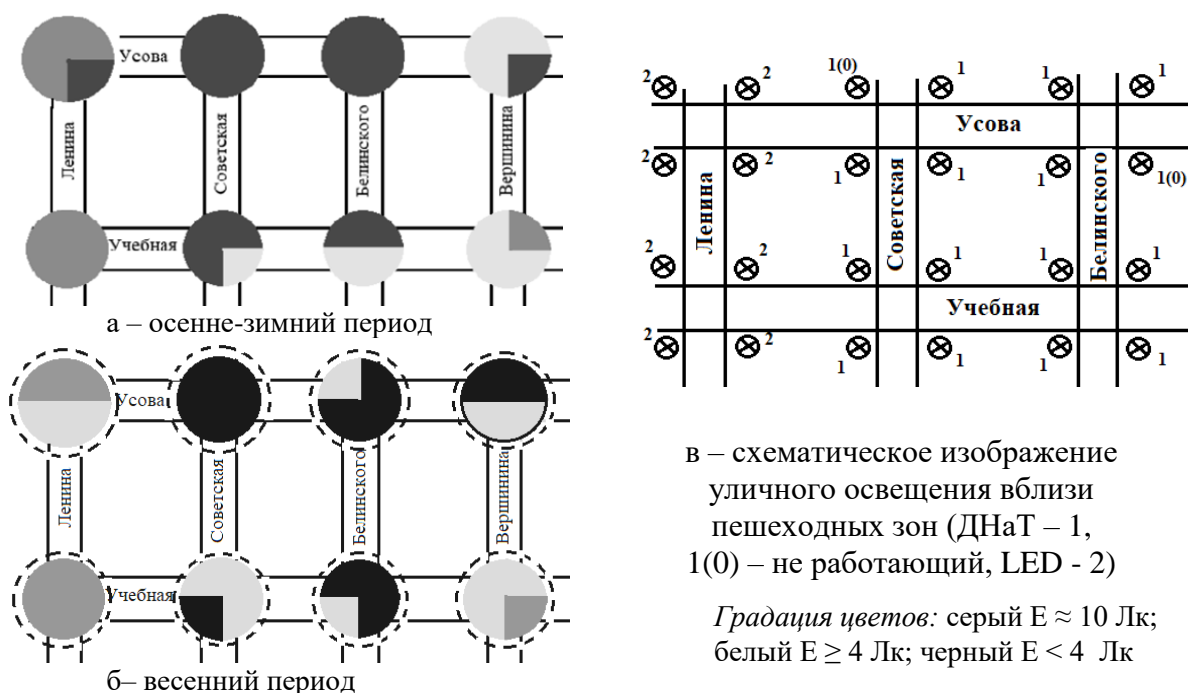 Усова
Ленина
Советская
Белинского
Вершинина
Учебная
а – осенне-зимний период
Усова
Ленина
Советская
Белинского
Вершинина
Учебная
б– весенний период
2 2 1(0) 1 1 1
Усова
2 2 1 1 1 1(0)
Ленина
Советская
Белинского
2 2 1 1 1 1
Учебная
2 2 1 1 1 1
в – схематическое изображение
уличного освещения вблизи
пешеходных зон (ДНаТ – 1,
1(0) – не работающий, LED - 2)
Градация цветов: серый Е ≈ 10 Лк;
белый Е ≥ 4 Лк; черный Е < 4 Лк